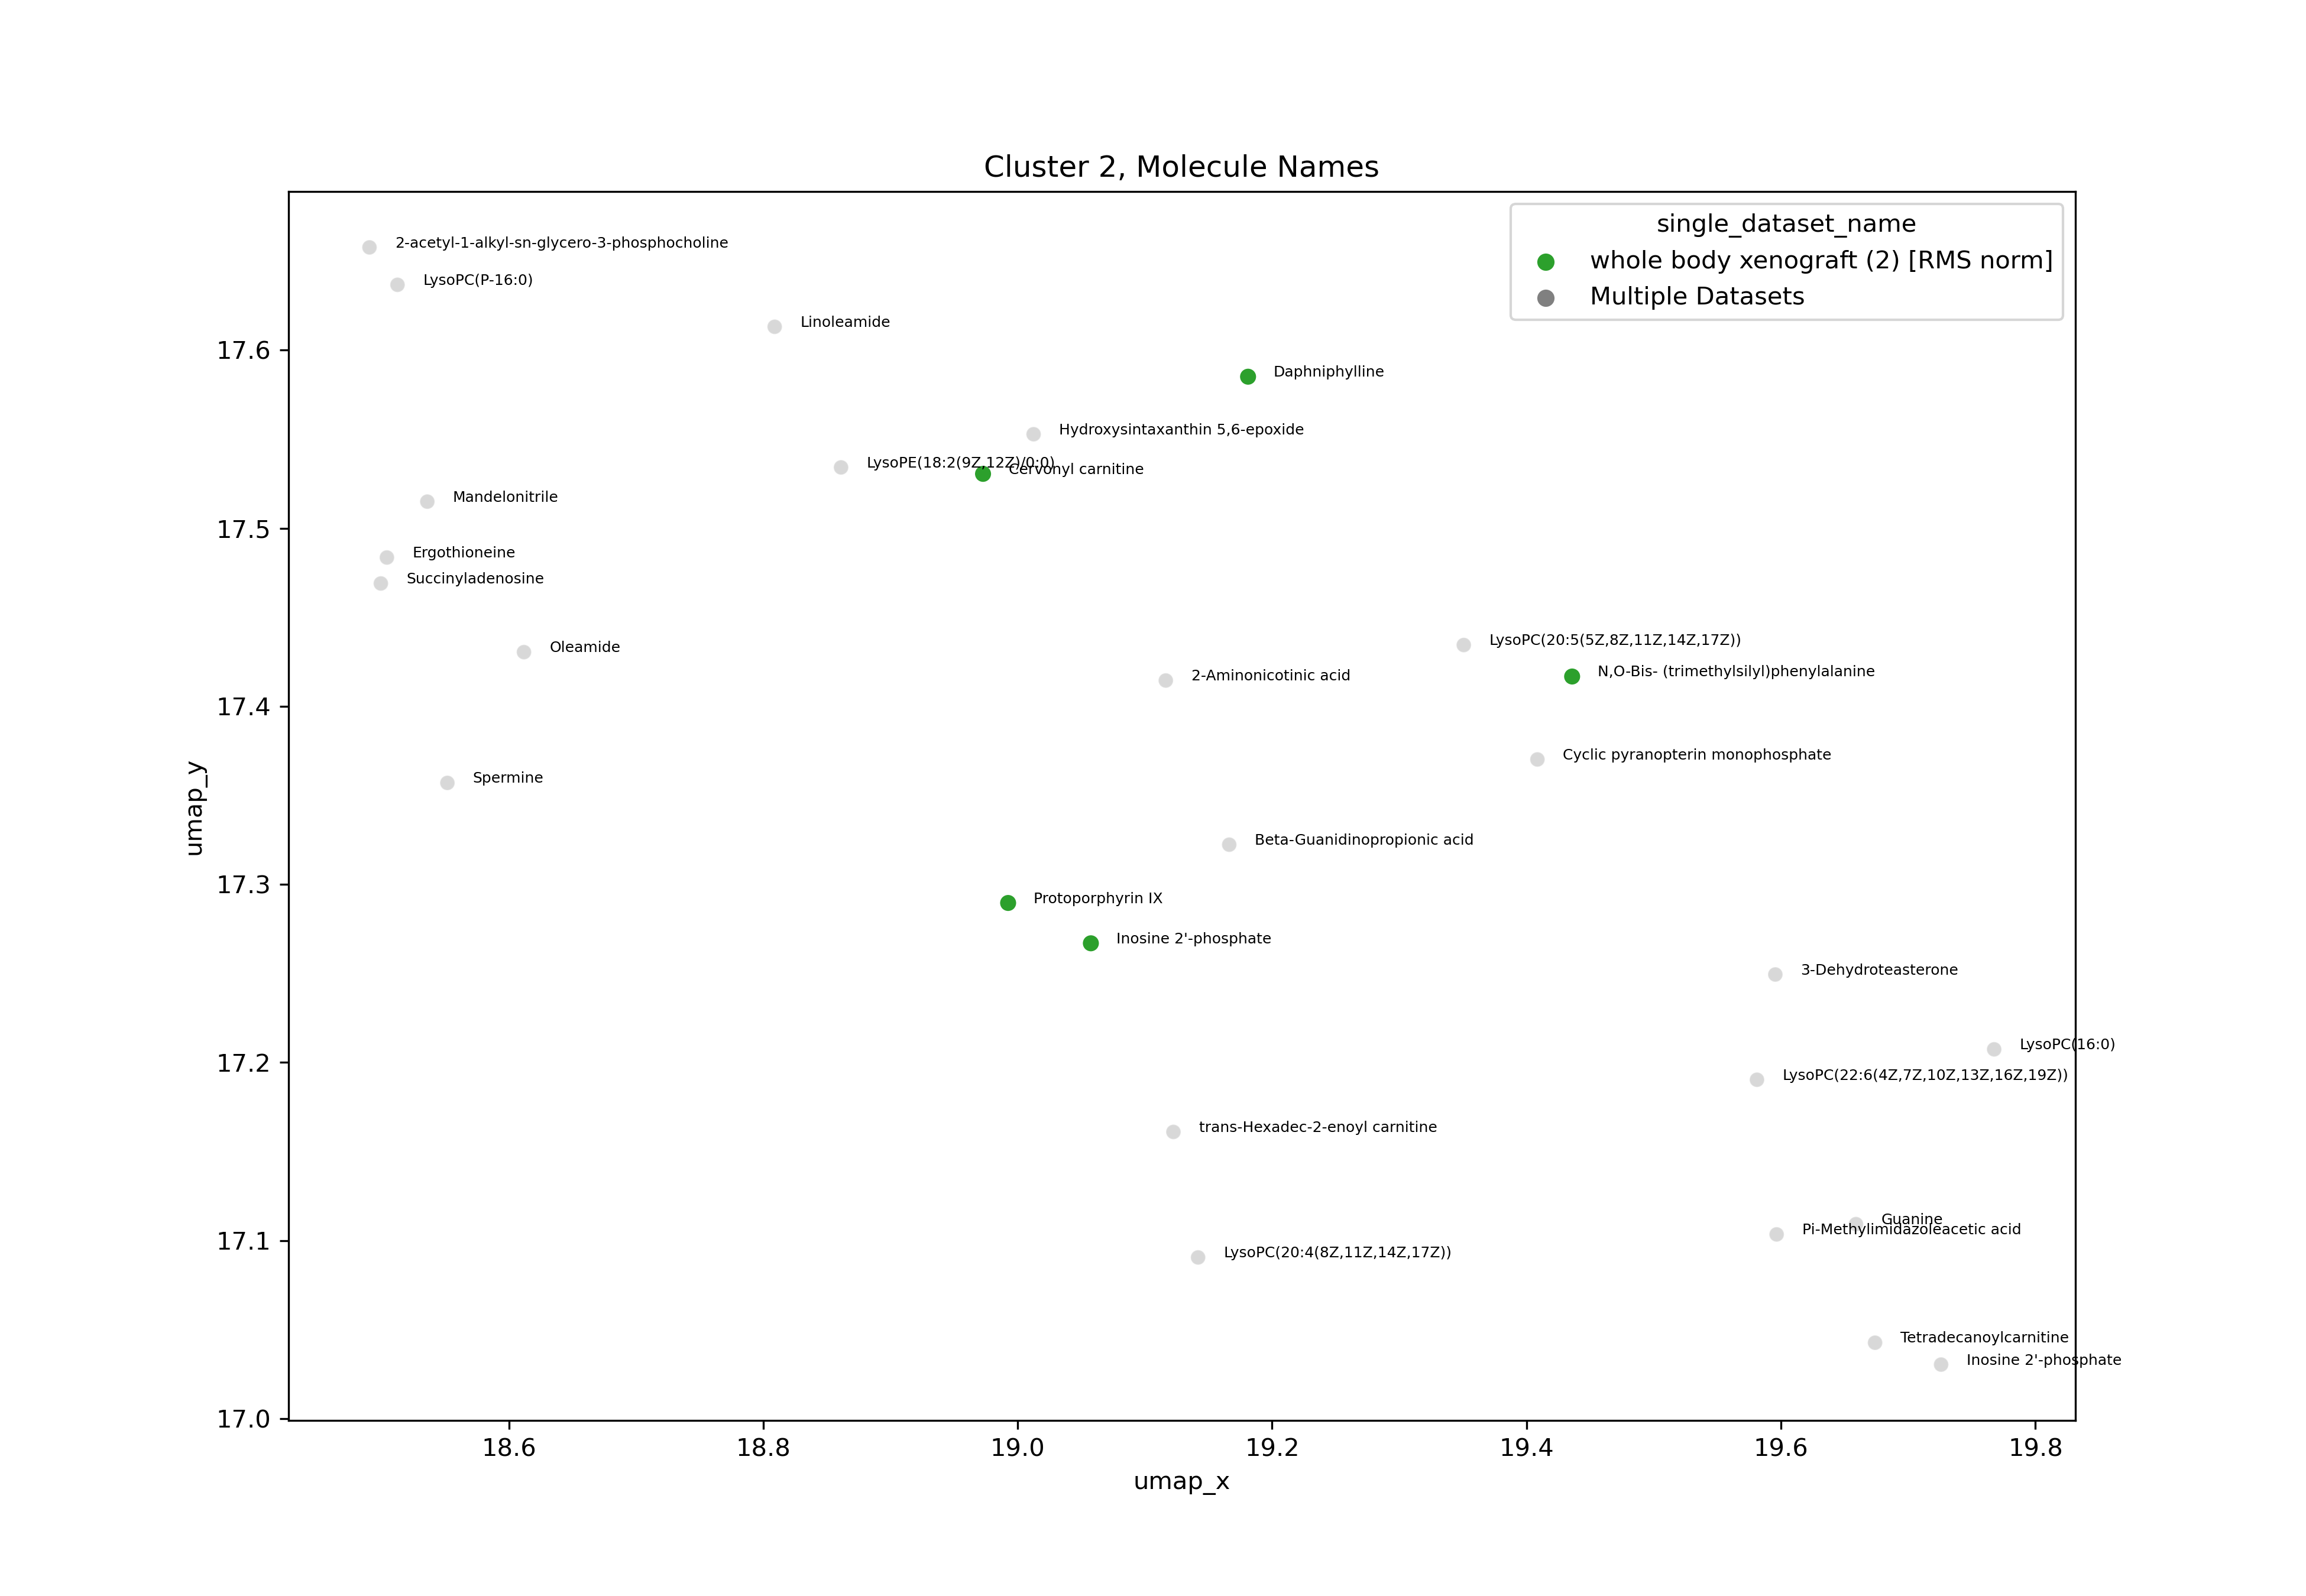 Cluster 2, Molecule Names
single_dataset_name
whole body xenograft (2) [RMS norm]
Multiple Datasets
2-acetyl-1-alkyl-sn-glycero-3-phosphocholine
LysoPC(P-16:0)
Linoleamide
Daphniphylline
Hydroxysintaxanthin 5,6-epoxide
LysoPE(18:2(9Z,12Z)/0:0)
Cervonyl carnitine
Mandelonitrile
Ergothioneine
Succinyladenosine
Oleamide
LysoPC(20:5(5Z,8Z,11Z,14Z,17Z))
N,O-Bis- (trimethylsilyl)phenylalanine
2-Aminonicotinic acid
Cyclic pyranopterin monophosphate
Spermine
Beta-Guanidinopropionic acid
Protoporphyrin IX
Inosine 2'-phosphate
3-Dehydroteasterone
LysoPC(16:0)
LysoPC(22:6(4Z,7Z,10Z,13Z,16Z,19Z))
trans-Hexadec-2-enoyl carnitine
Guanine
Pi-Methylimidazoleacetic acid
LysoPC(20:4(8Z,11Z,14Z,17Z))
Tetradecanoylcarnitine
Inosine 2'-phosphate
17.6
17.5
17.4
17.3
17.2
17.1
17.0
umap_y
18.6 18.8 19.0 19.2 19.4 19.6 19.8
umap_x